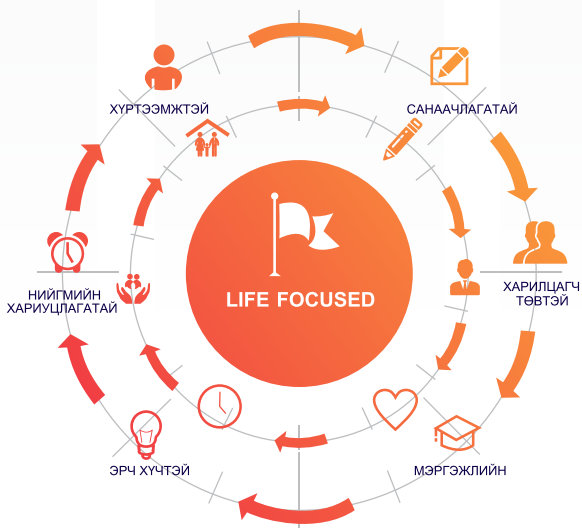 ХҮРТЭЭМЖТЭЙ
САНААЧЛАГАТАЙ
НИЙГМИЙН
ХАРИУЦЛАГАТАЙ
LIFE FOCUSED
ХАРИЛЦАГЧ
ТӨВТЭЙ
ЭРЧ ХҮЧТЭЙ
МЭРГЭЖЛИЙН